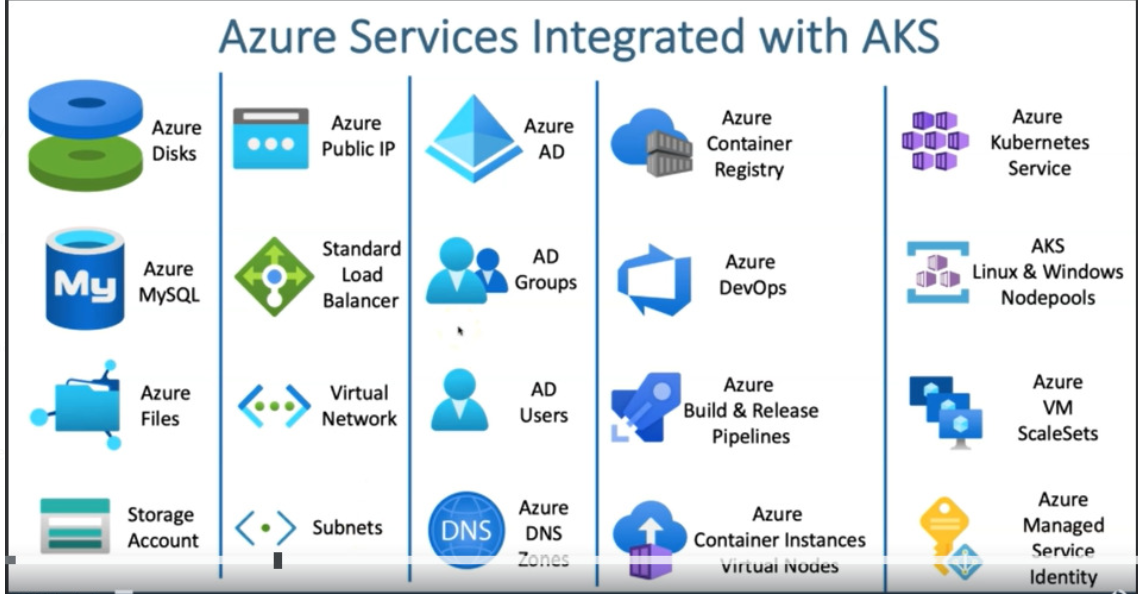 Azure Services Integrated with AKS
Azure
Disks
Azure
MySQL
Azure
Files
Storage
Account
Azure
Public IP
Standard
Load
Balancer
Virtual
Network
Subnets
Azure
AD
AD
Groups
AD
Users
Azure
DNS
Zones
Azure
Container
Registry
Azure
DevOps
Azure
Build & Release
Pipelines
Azure
Container Instances
Virtual Nodes
Azure
Kubernetes
Service
AKS
Linux & Windows
Nodepools
Azure
VM
ScaleSets
Azure
Managed
Service
Identity
My
DNS